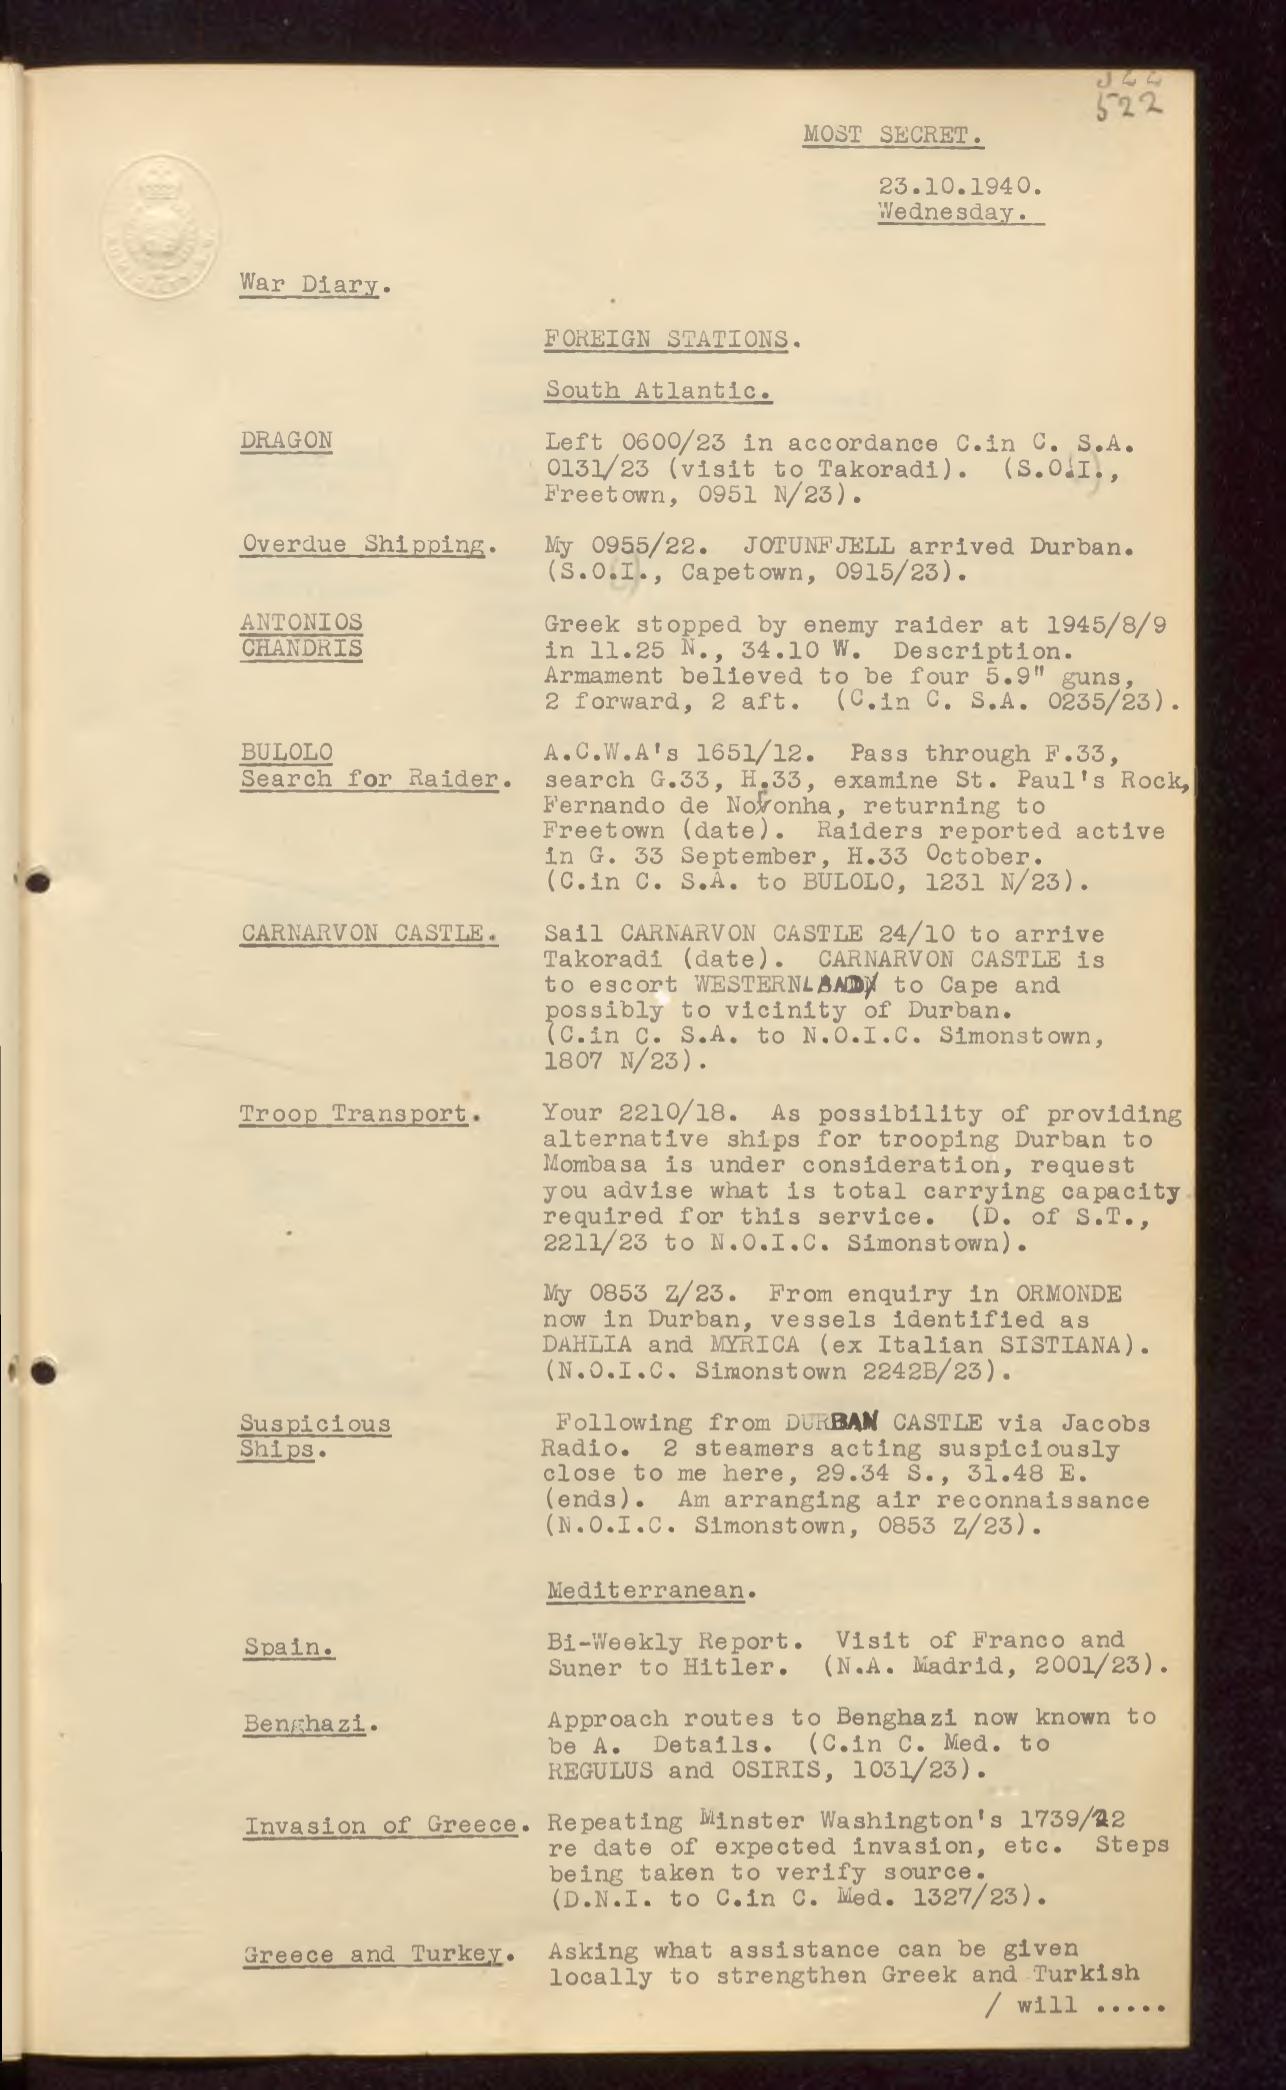 522
522
MOST SECRET.
23.10.1940.
Wednesday.
War Diary.
FOREIGN STATIONS.
South Atlantic.
DRAGON
Left 0600/23 in accordance C.in C. S.A.
0131/23 (visit to Takoradi). (S.O.I.,
Freetown, 0951 N/23).
Overdue Shipping.
My 0955/22. JOTUNFJELL arrived Durban.
(S.O.I., Capetown, 0915/23).
ANTONIOS
CHANDRIS
Greek stopped by enemy raider at 1945/8/9
in 11.25 N., 34.10 W. Description.
Armament believed to be four 5.9" guns,
2 forward, 2 aft. (C.in C. S.A. 0235/23).
BULOLO
Search for Raider.
A.C.W.A's 1651/12. Pass through F.33,
search G.33, H.33, examine St. Paul's Rock,
Fernando de Noronha, returning to
Freetown (date). Raiders reported active
in G. 33 September, H.33 October.
(C.in C. S.A. to BULOLO, 1231 N/23).
CARNARVON CASTLE.
Sail CARNARVON CASTLE 24/10 to arrive
Takoradi (date). CARNARVON CASTLE is
to escort WESTERNLAND to Cape and
possibly to vicinity of Durban.
(C.in C. S.A. to N.O.I.C. Simonstown,
1807 N/23).
Troop Transport.
Your 2210/18. As possibility of providing
alternative ships for trooping Durban to
Mombasa is under consideration, request
you advise what is total carrying capacity
required for this service. (D. of S.T.,
2211/23 to N.O.I.C. Simonstown).
My 0853 Z/23. From enquiry in ORMONDE
now in Durban, vessels identified as
DAHLIA and MYRICA (ex Italian SISTIANA).
(N.O.I.C. Simonstown 2242B/23).
Suspicious
Ships.
Following from DURBAN CASTLE via Jacobs
Radio. 2 steamers acting suspiciously
close to me here, 29.34 S., 31.48 E.
(ends). Am arranging air reconnaissance
(N.O.I.C. Simonstown, 0853 Z/23).
Mediterranean.
Spain.
Bi-Weekly Report. Visit of Franco and
Suner to Hitler. (N.A. Madrid, 2001/23).
Benghazi.
Approach routes to Benghazi now known to
be A. Details. (C.in C. Med. to
REGULUS and OSIRIS, 1031/23).
Invasion of Greece.
Repeating Minster Washington's 1739/22
re date of expected invasion, etc. Steps
being taken to verify source.
(D.N.I. to C.in C. Med. 1327/23).
Greece and Turkey.
Asking what assistance can be given
locally to strengthen Greek and Turkish
/ will .....